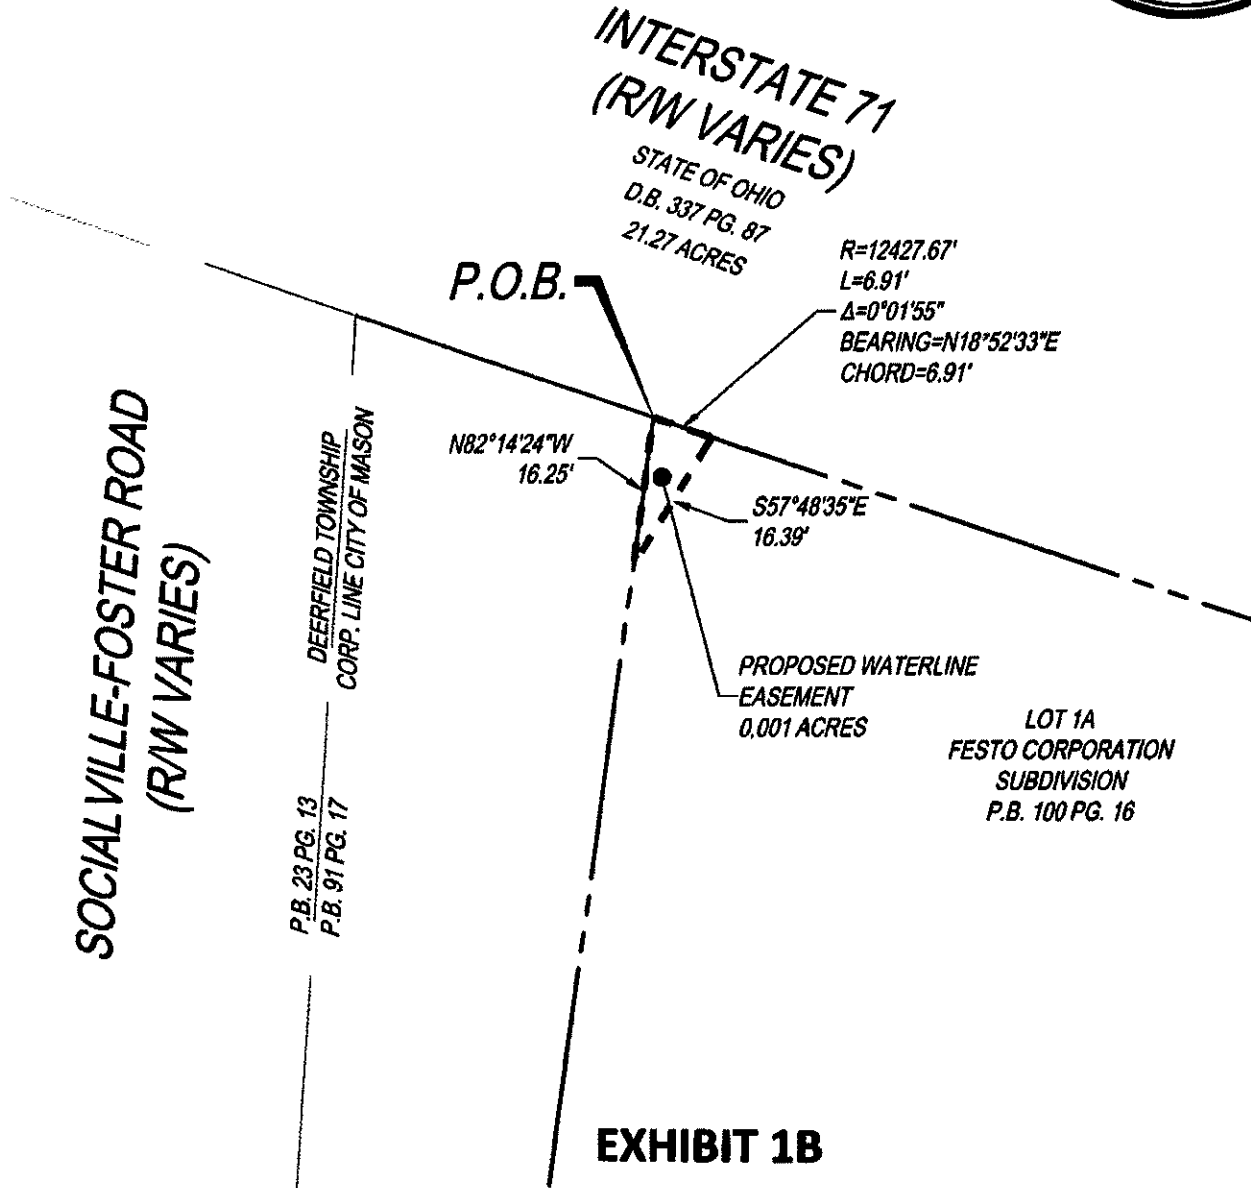 INTERSTATE 71
(R/W VARIES)
STATE OF OHIO
D.B. 337 PG. 87
21.27 ACRES
P.O.B.
R=12427.67'
L=6.91'
Δ=0°01'55"
BEARING=N18°52'33"E
CHORD=6.91'
N82°14'24"W
16.25'
S57°48'35"E
16.39'
SOCIALVILLE-FOSTER ROAD
(R/W VARIES)
DEERFIELD TOWNSHIP
CORP. LINE CITY OF MASON
P.B. 23 PG. 13
P.B. 91 PG. 17
PROPOSED WATERLINE
EASEMENT
0.001 ACRES
LOT 1A
FESTO CORPORATION
SUBDIVISION
P.B. 100 PG. 16
EXHIBIT 1B